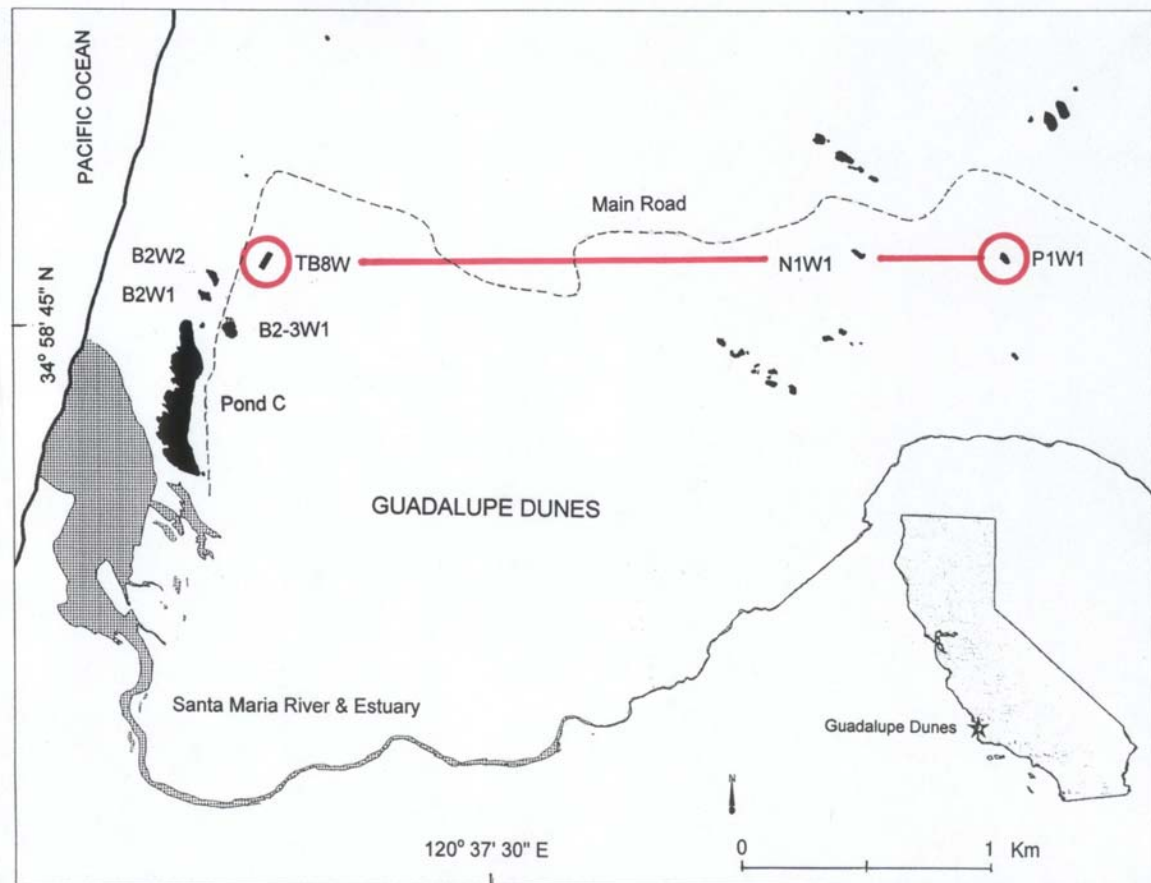 PACIFIC OCEAN
Main Road
B2W2
TB8W
N1W1
P1W1
B2W1
34° 58' 45" N
B2-3W1
Pond C
GUADALUPE DUNES
Santa Maria River & Estuary
Guadalupe Dunes
N
120° 37' 30" E
0
1 Km